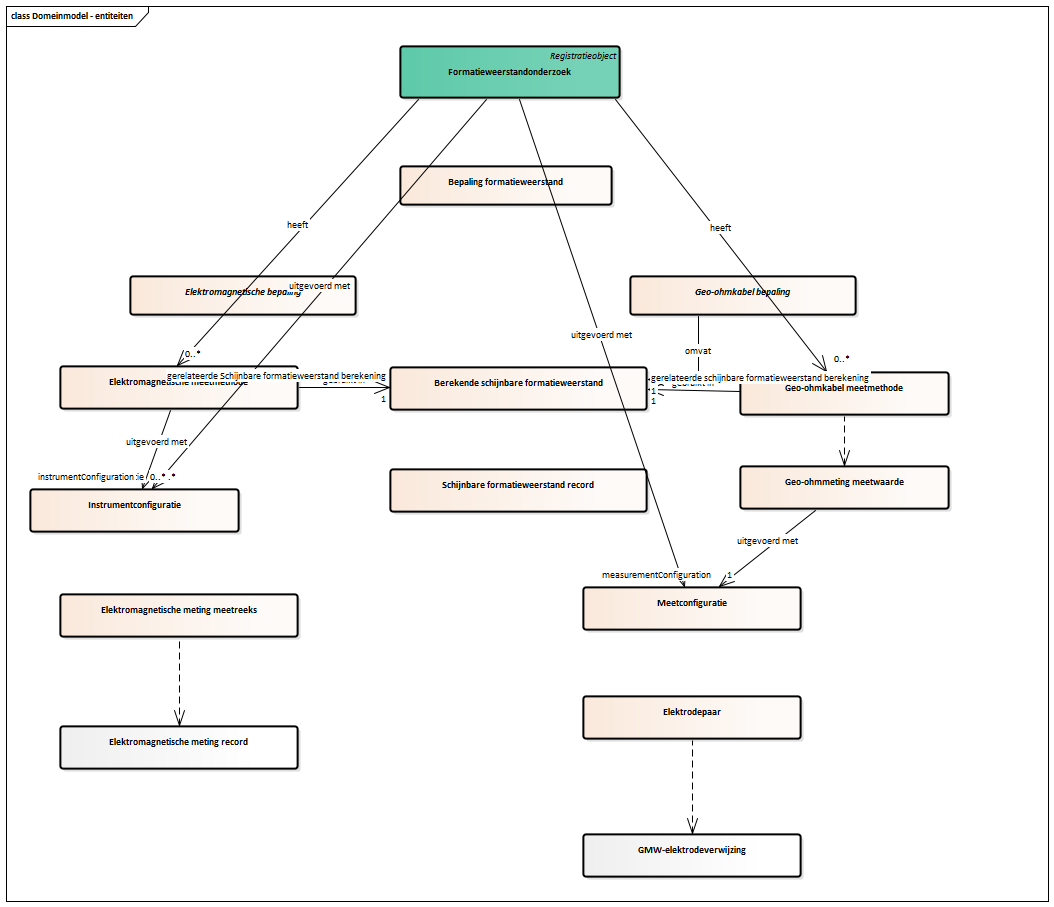 class Domeinmodel - entiteiten
Registratieobject
Formatieweerstandonderzoek
Bepaling formatieweerstand
heeft
heeft
Elektromagnetische bepaling
uitgevoerd met
Geo-ohmkabel bepaling
uitgevoerd met
omvat
0..*
0..*
Elektromagnetische meetmethode
gerelateerde Schijnbare formatieweerstand berekening
1
Berekende schijnbare formatieweerstand
gerelateerde schijnbare formatieweerstand berekening
1
1
Geo-ohmkabel meetmethode
uitgevoerd met
instrumentConfiguration
0..*
Instrumentconfiguratie
Schijnbare formatieweerstand record
Geo-ohmmeting meetwaarde
uitgevoerd met
measurementConfiguration
1
Meetconfiguratie
Elektromagnetische meting meetreeks
Elektrodepaar
Elektromagnetische meting record
GMW-elektrodeverwijzing